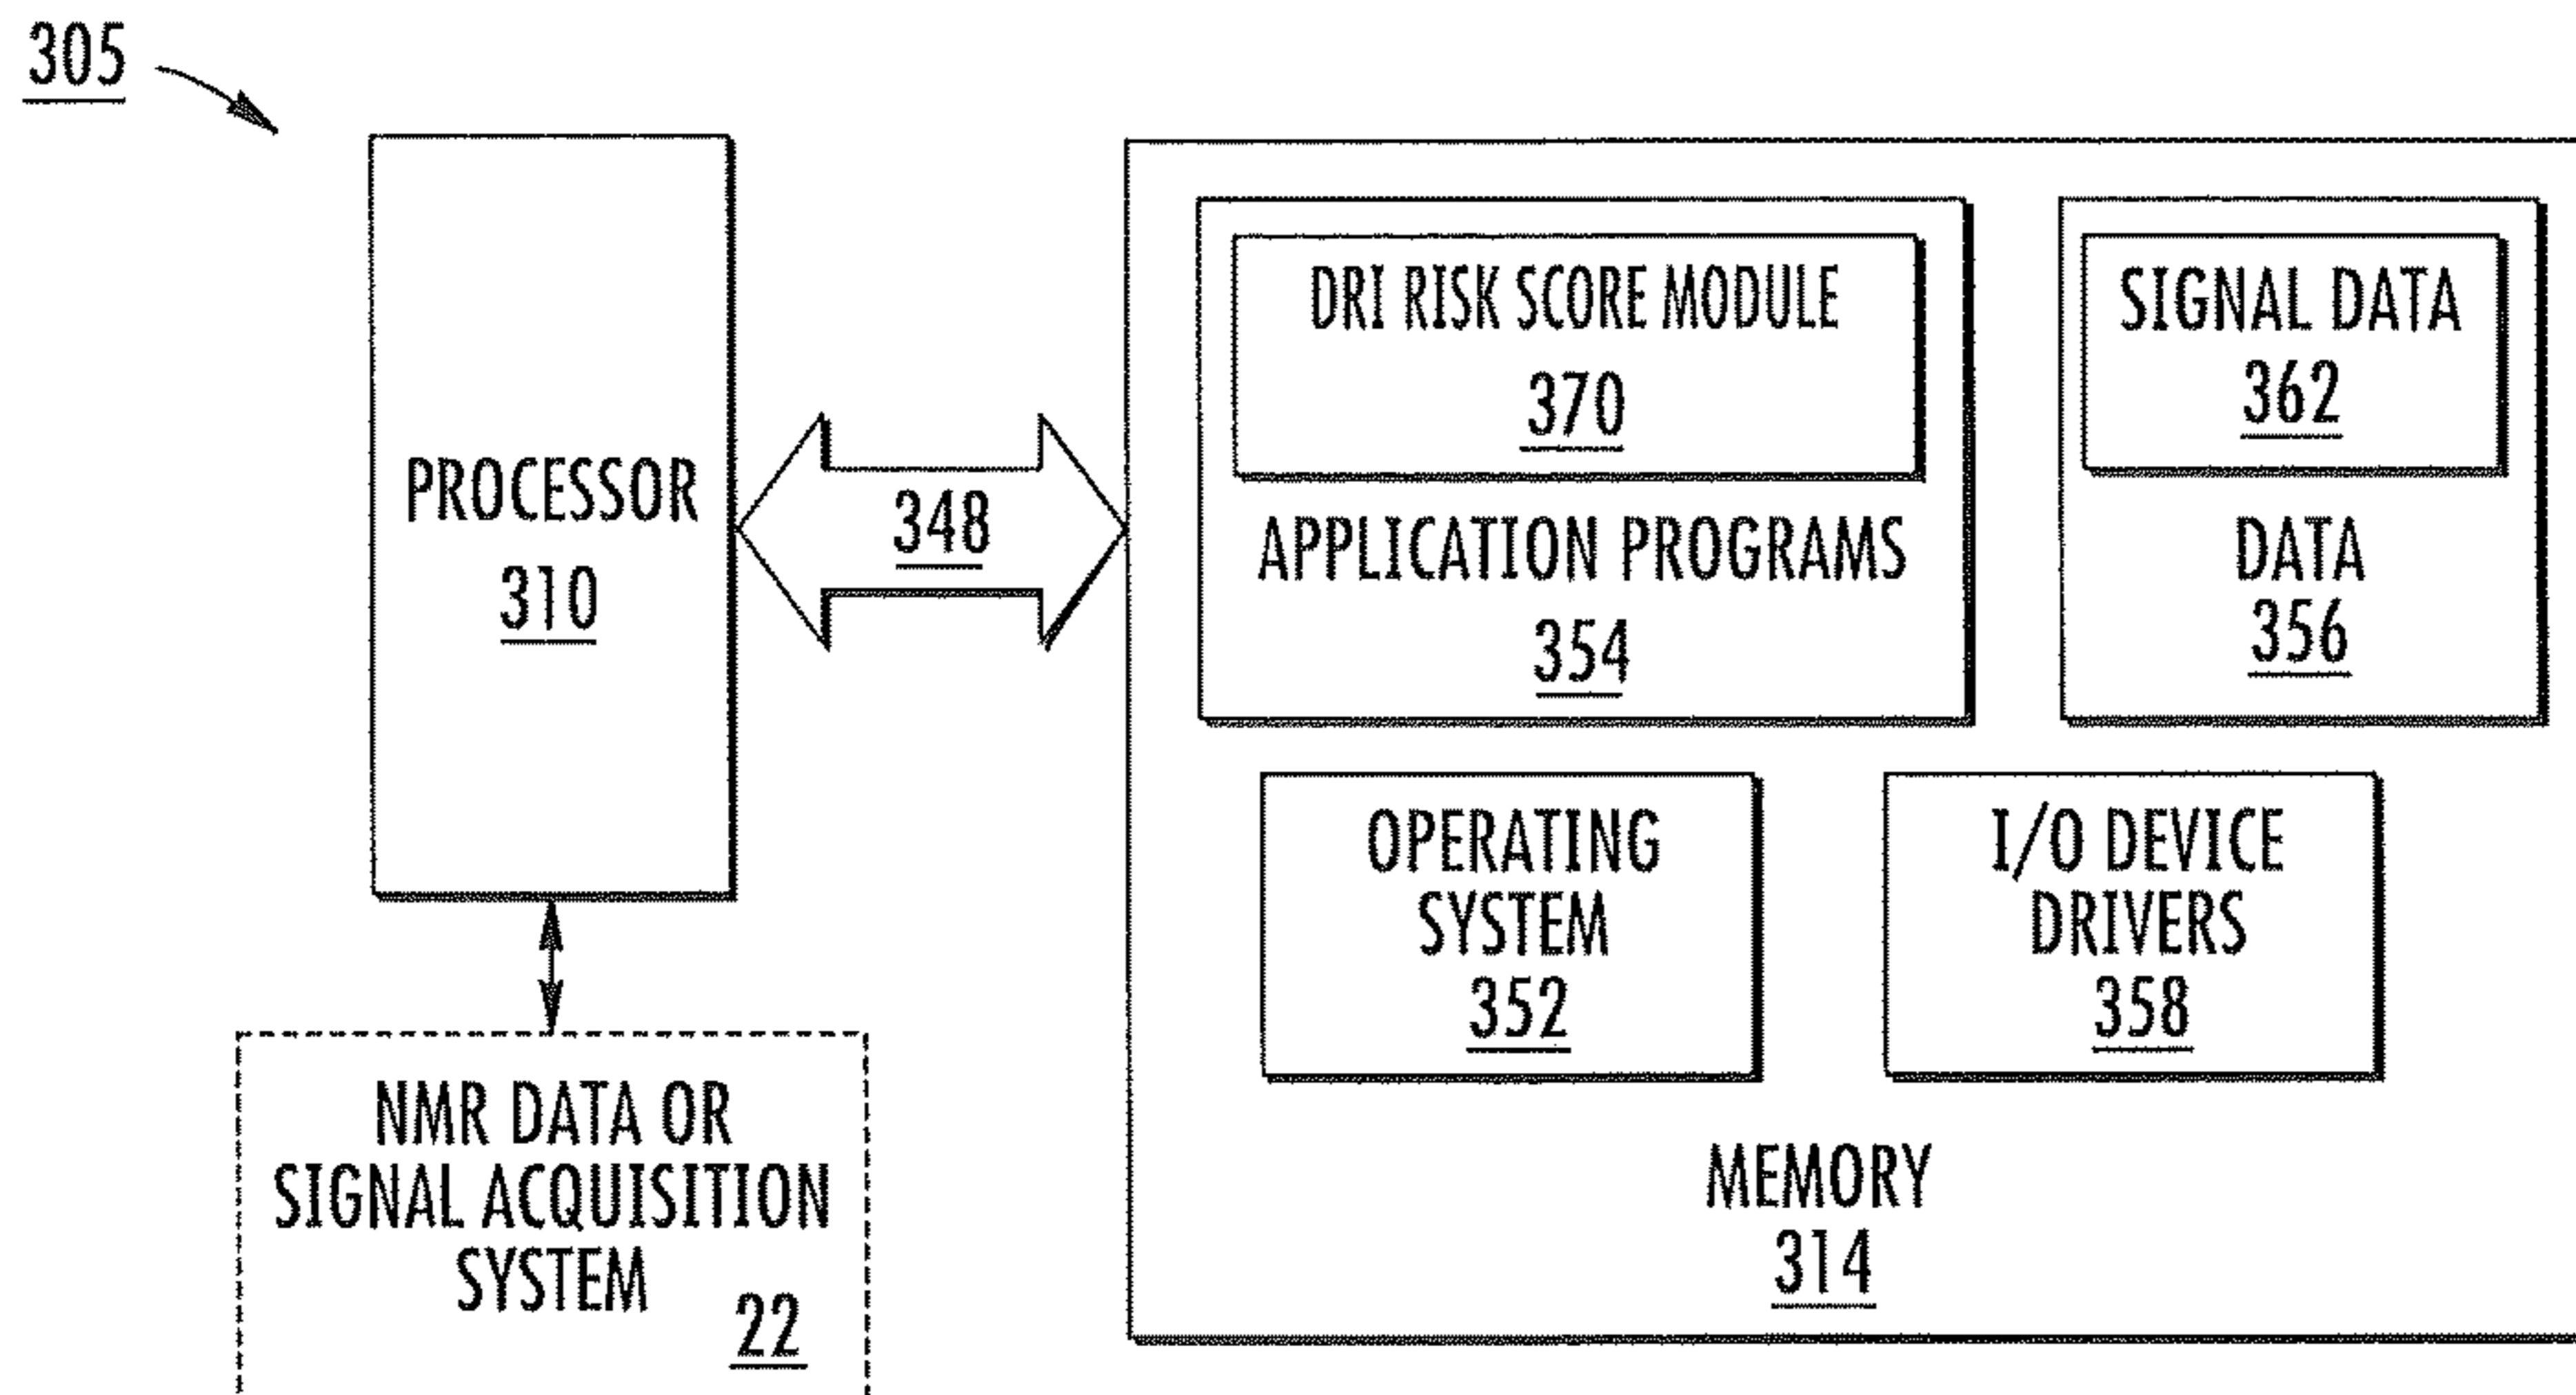 305
PROCESSOR
310
348
DRI RISK SCORE MODULE
370
APPLICATION PROGRAMS
354
SIGNAL DATA
362
DATA
356
OPERATING
SYSTEM
352
I/O DEVICE
DRIVERS
358
MEMORY
314
NMR DATA OR
SIGNAL ACQUISITION
SYSTEM
22